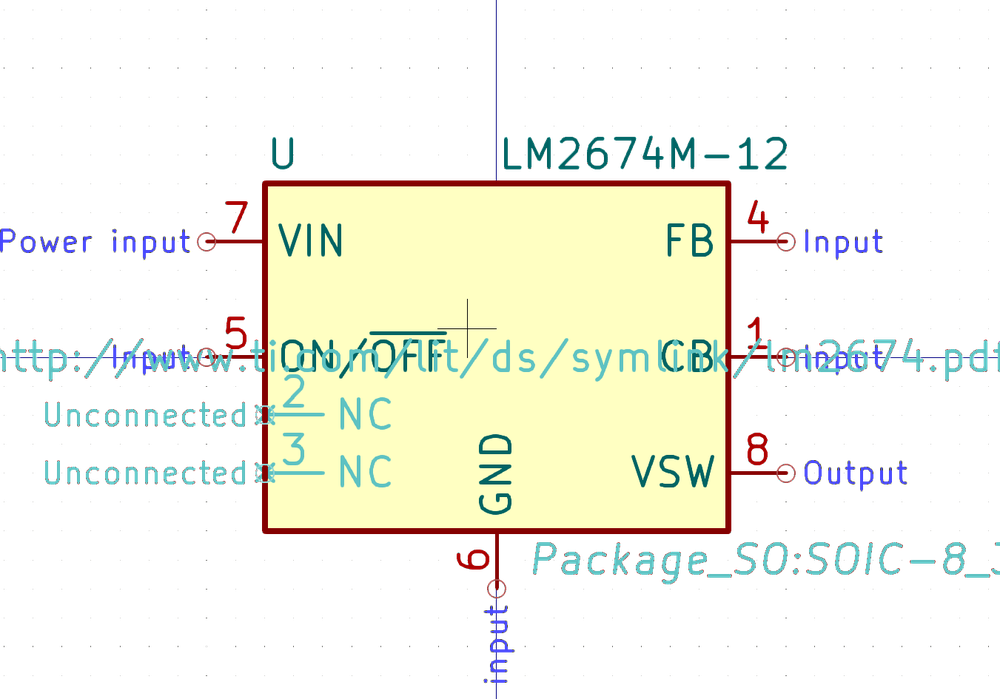 U LM2674M-12
Power input 7 VIN FB 4 Input
Input 5 ON/OFF CB 1 Input
http://www.ti.com/lit/ds/symlink/lm2674.pdf
Unconnected 2 NC
Unconnected 3 NC
VSW 8 Output
GND
6
Package_SO:SOIC-8_3
input